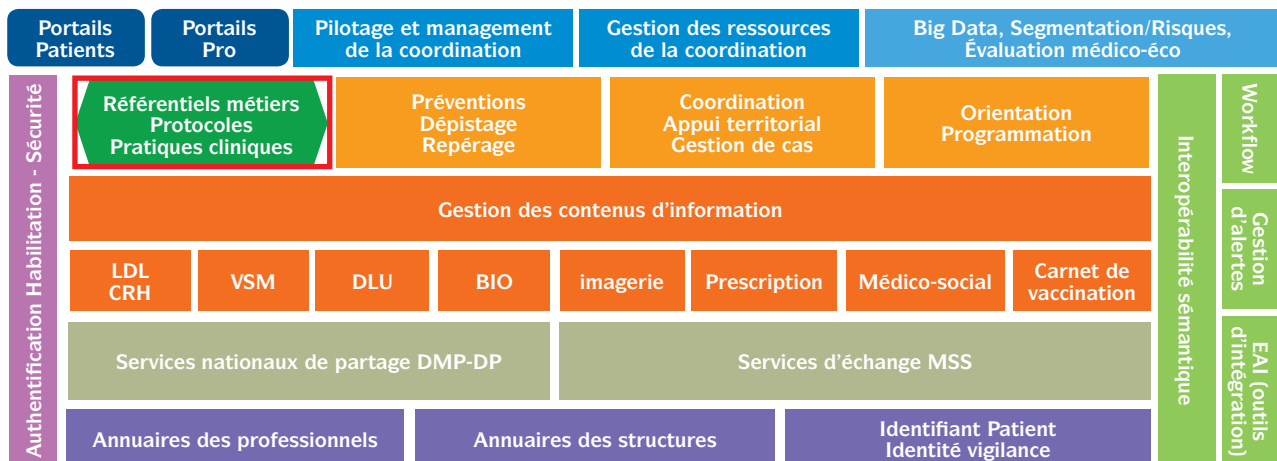 Portails
Patients
Portails
Pro
Pilotage et management
de la coordination
Gestion des ressources
de la coordination
Big Data, Segmentation/Risques,
Évaluation médico-éco
Authentification Habilitation - Sécurité
Référentiels métiers
Protocoles
Pratiques cliniques
Préventions
Dépistage
Repérage
Coordination
Appui territorial
Gestion de cas
Orientation
Programmation
Interopérabilité sémantique
Workflow
Gestion des contenus d'information
Gestion
d'alertes
LDL
CRH
VSM
DLU
BIO
imagerie
Prescription
Médico-social
Carnet de
vaccination
Services nationaux de partage DMP-DP
Services d'échange MSS
EAI (outils
d'intégration)
Annuaires des professionnels
Annuaires des structures
Identifiant Patient
Identité vigilance